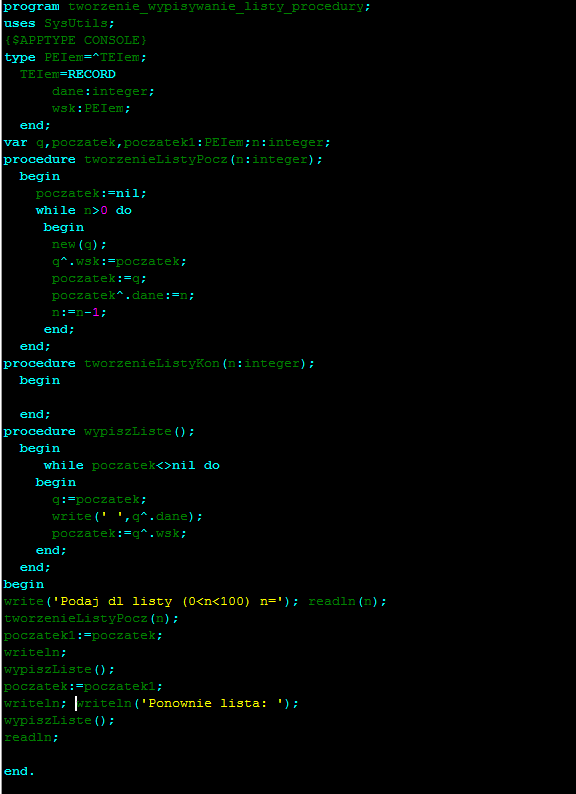 program tworzenie_wypisywanie_listy_procedury;
uses SysUtils;
{$APPTYPE CONSOLE}
type PEIem=^TEIem;
  TEIem=RECORD
      dane:integer;
      wsk:PEIem;
  end;
var q,poczatek,poczatek1:PEIem;n:integer;
procedure tworzenieListyPocz(n:integer);
  begin
    poczatek:=nil;
    while n>0 do
     begin
      new(q);
      q^.wsk:=poczatek;
      poczatek:=q;
      poczatek^.dane:=n;
      n:=n-1;
     end;
  end;
procedure tworzenieListyKon(n:integer);
  begin

  end;
procedure wypiszListe();
  begin
     while poczatek<>nil do
    begin
      q:=poczatek;
      write(' ',q^.dane);
      poczatek:=q^.wsk;
    end;
  end;
begin
write('Podaj dl listy (0<n<100) n='); readln(n);
tworzenieListyPocz(n);
poczatek1:=poczatek;
writeln;
wypiszListe();
poczatek:=poczatek1;
writeln; writeln('Ponownie lista: ');
wypiszListe();
readln;

end.